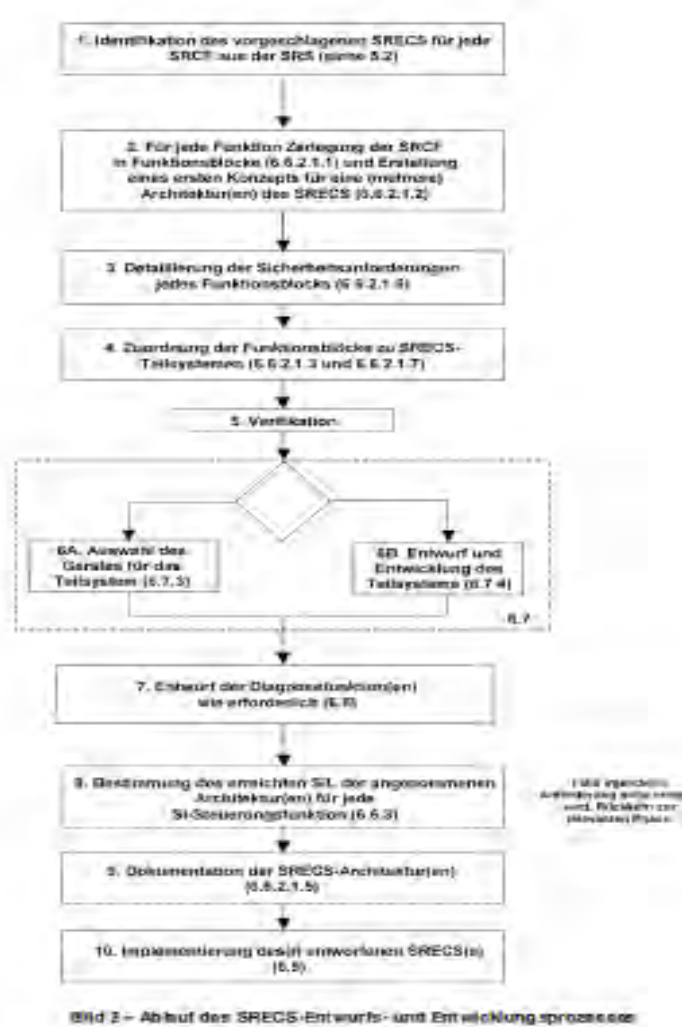 1. Identifikation des vorgeschlagenen SRECS für jede
SRCF aus der SRS (siehe 5.2)
2. Für jede Funktion Zerlegung der SRCF
in Funktionsblöcke (6.6.2.1.1) und Erstellung
eines ersten Konzepts für eine (mehrere)
Architektur(en) des SRECS (6.6.2.1.2)
3. Detaillierung der Sicherheitsanforderungen
jedes Funktionsblocks (6.6.2.1.6)
4. Zuordnung der Funktionsblöcke zu SRECS-
Teilsystemen (6.6.2.1.3 und 6.6.2.1.7)
5. Verifikation
6A. Auswahl des
Gerätes für das
Teilsystem (6.7.3)
6B. Entwurf und
Entwicklung des
Teilsystems (6.7.4)
6.7
7. Entwurf der Diagnosefunktion(en)
wie erforderlich (6.8)
8. Bestimmung des erreichten SIL der angenommenen
Architektur(en) für jede
SI-Steuerungsfunktion (6.6.3)
Anforderung
wird, Rückkehr zur
relevanten Phase
9. Dokumentation der SRECS-Architektur(en)
(6.6.2.1.5)
10. Implementierung des(r) entworfenen SRECS(s)
(6.9)
Bild 2 – Ablauf des SRECS-Entwurfs- und Entwicklungsprozesses